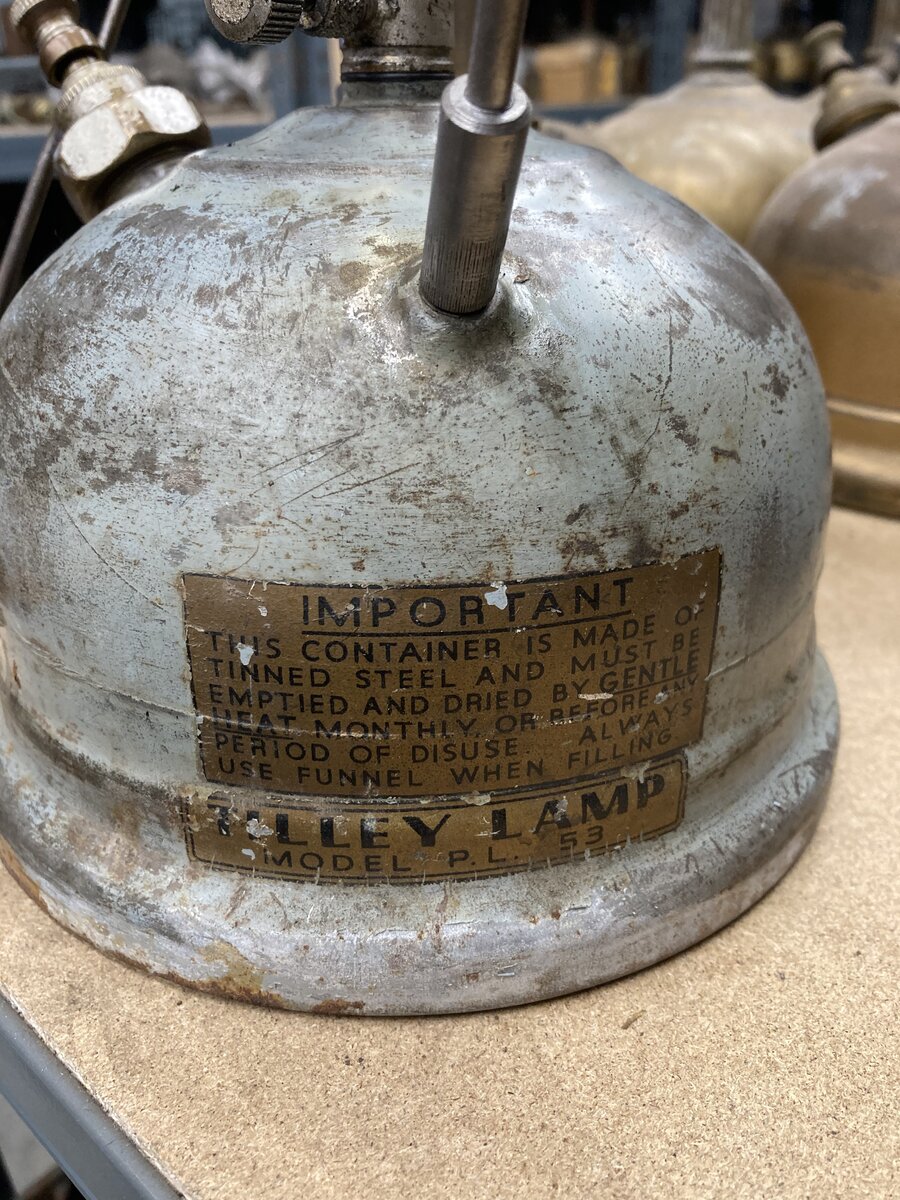 IMPORTANT
THIS CONTAINER IS MADE OF
TINNED STEEL AND MUST BE
EMPTIED AND DRIED BY GENTLE
HEAT MONTHLY, OR BEFORE ANY
PERIOD OF DISUSE. ALWAYS
USE FUNNEL WHEN FILLING
TILLEY LAMP
MODEL P.L. 53